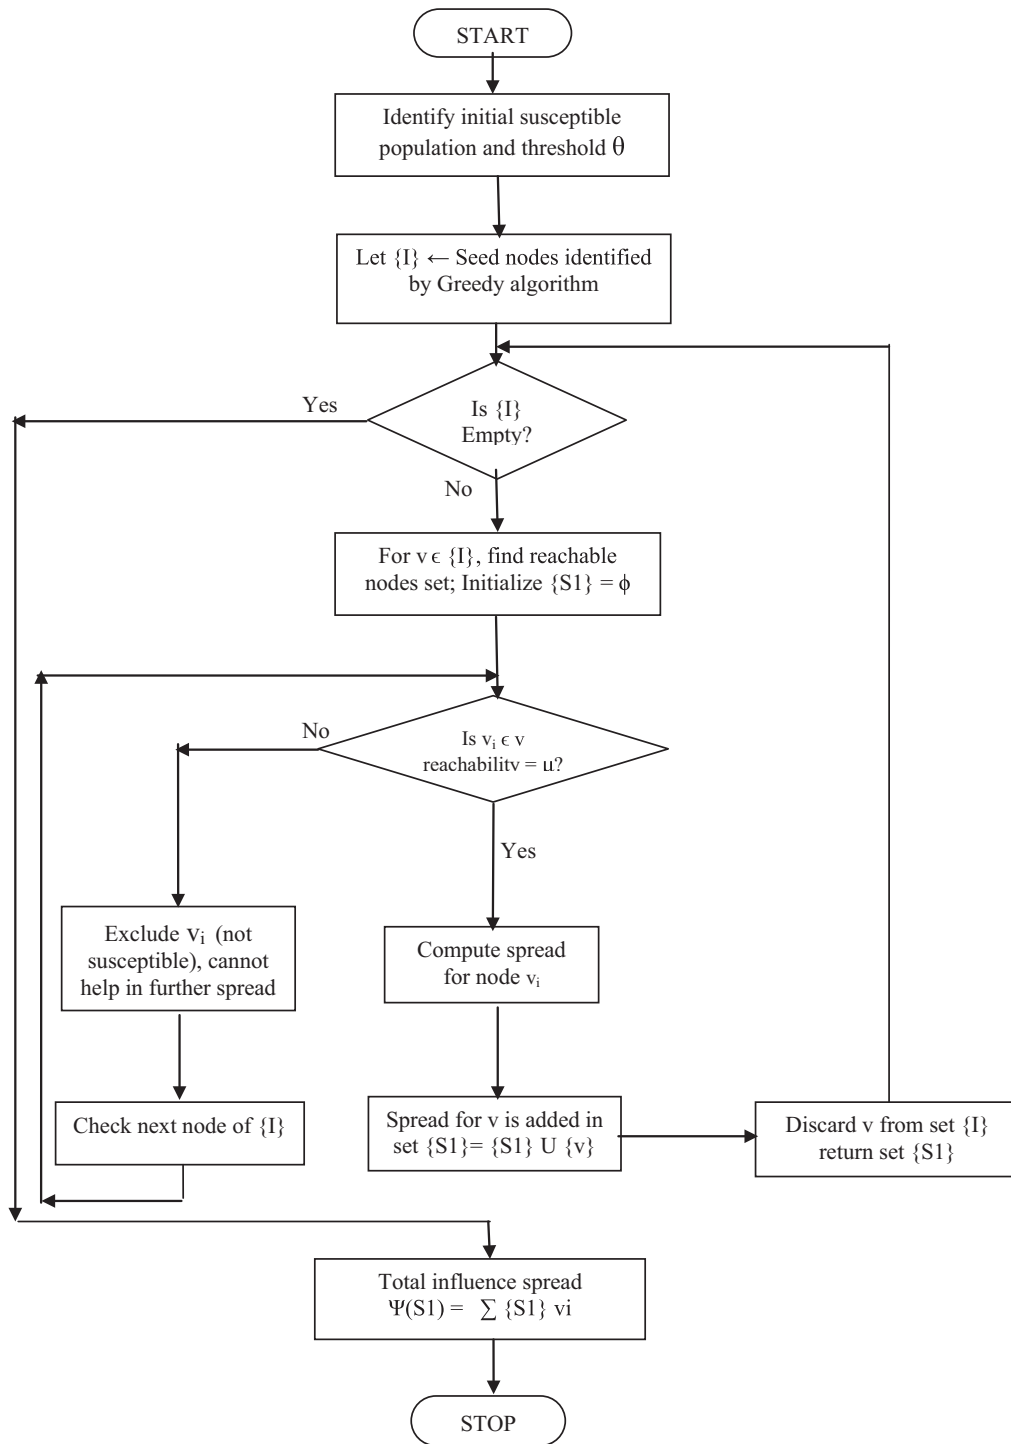 START
Identify initial susceptible
population and threshold θ
Let {I} ← Seed nodes identified
by Greedy algorithm
Yes
Is {I}
Empty?
No
For v ϵ {I}, find reachable
nodes set; Initialize {S1} = ϕ
No
Is vᵢ ϵ v
reachability = u?
Yes
Exclude vᵢ (not
susceptible), cannot
help in further spread
Compute spread
for node vᵢ
Check next node of {I}
Spread for v is added in
set {S1}= {S1} U {v}
Discard v from set {I}
return set {S1}
Total influence spread
Ψ(S1) = ∑ {S1} vi
STOP